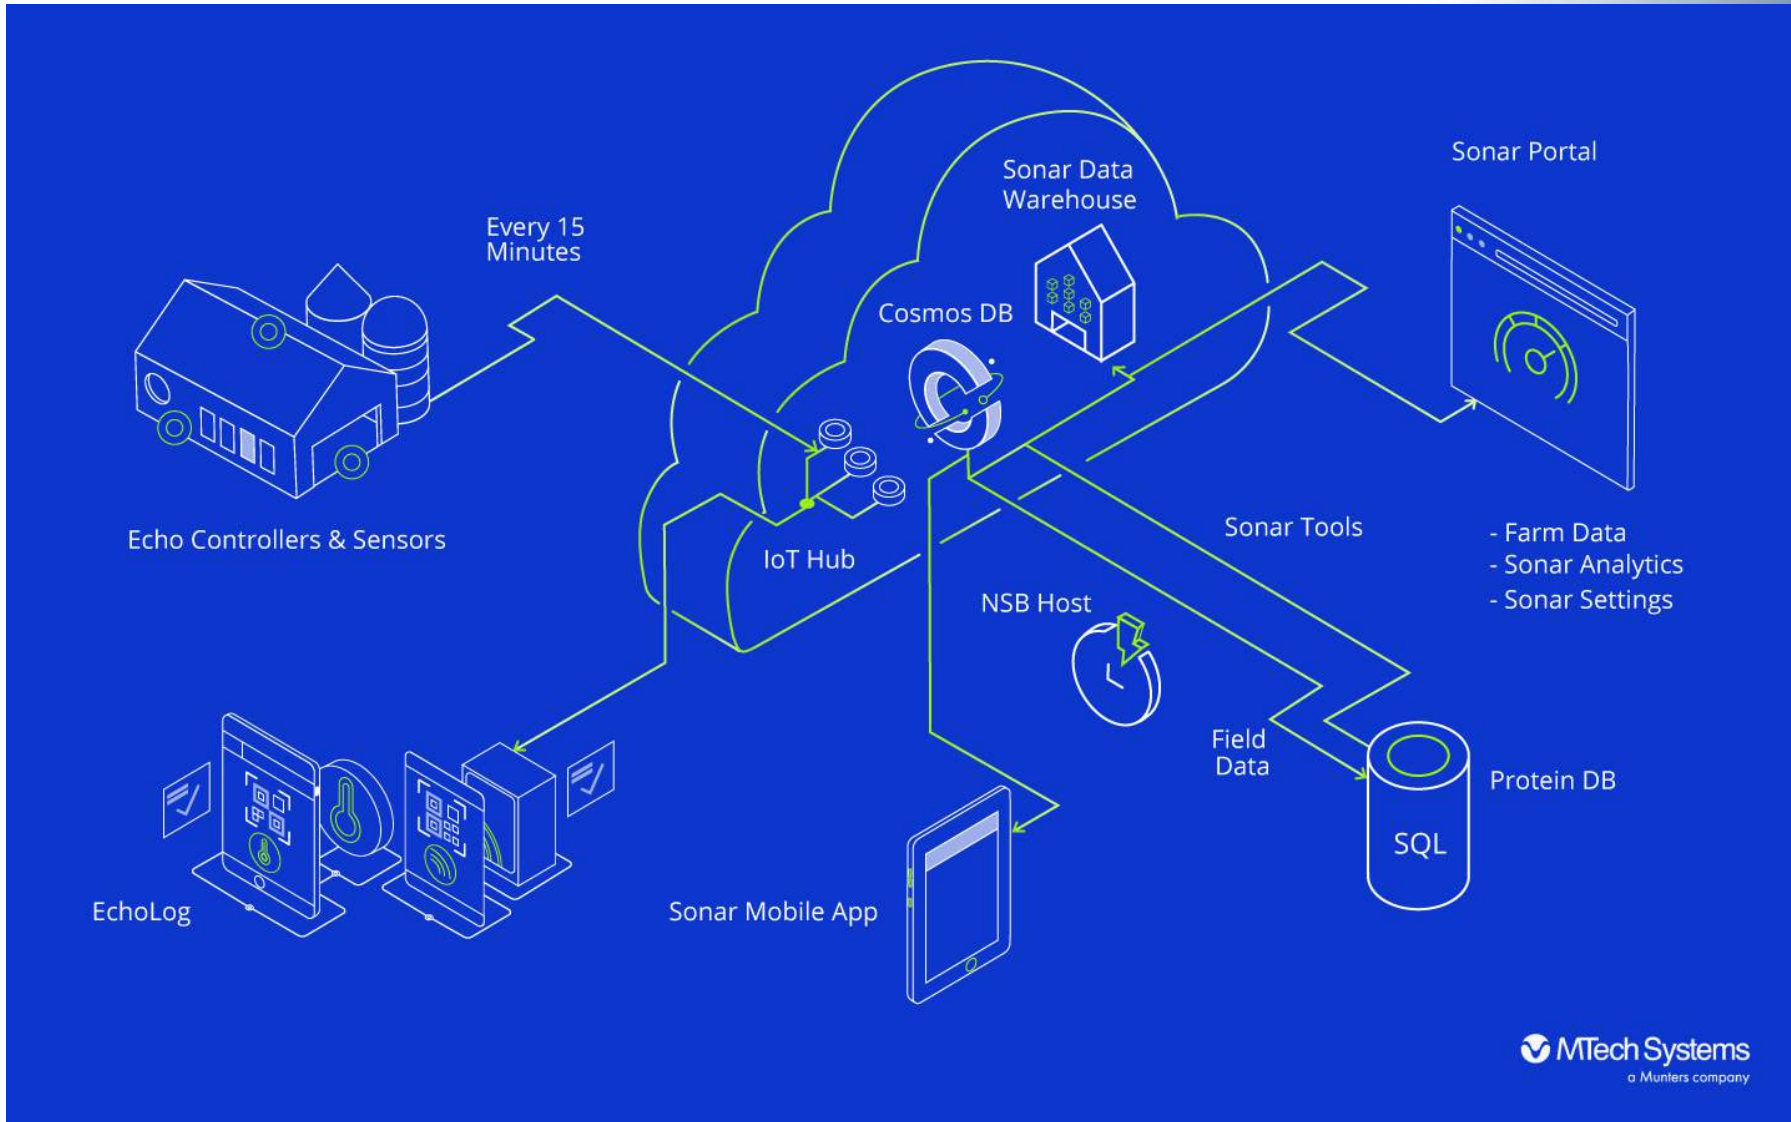 Sonar Portal
Sonar Data
Warehouse
Every 15
Minutes
Cosmos DB
Echo Controllers & Sensors
IoT Hub
Sonar Tools
- Farm Data
- Sonar Analytics
- Sonar Settings
NSB Host
Field
Data
Protein DB
SQL
EchoLog
Sonar Mobile App
MTech Systems
a Munters company